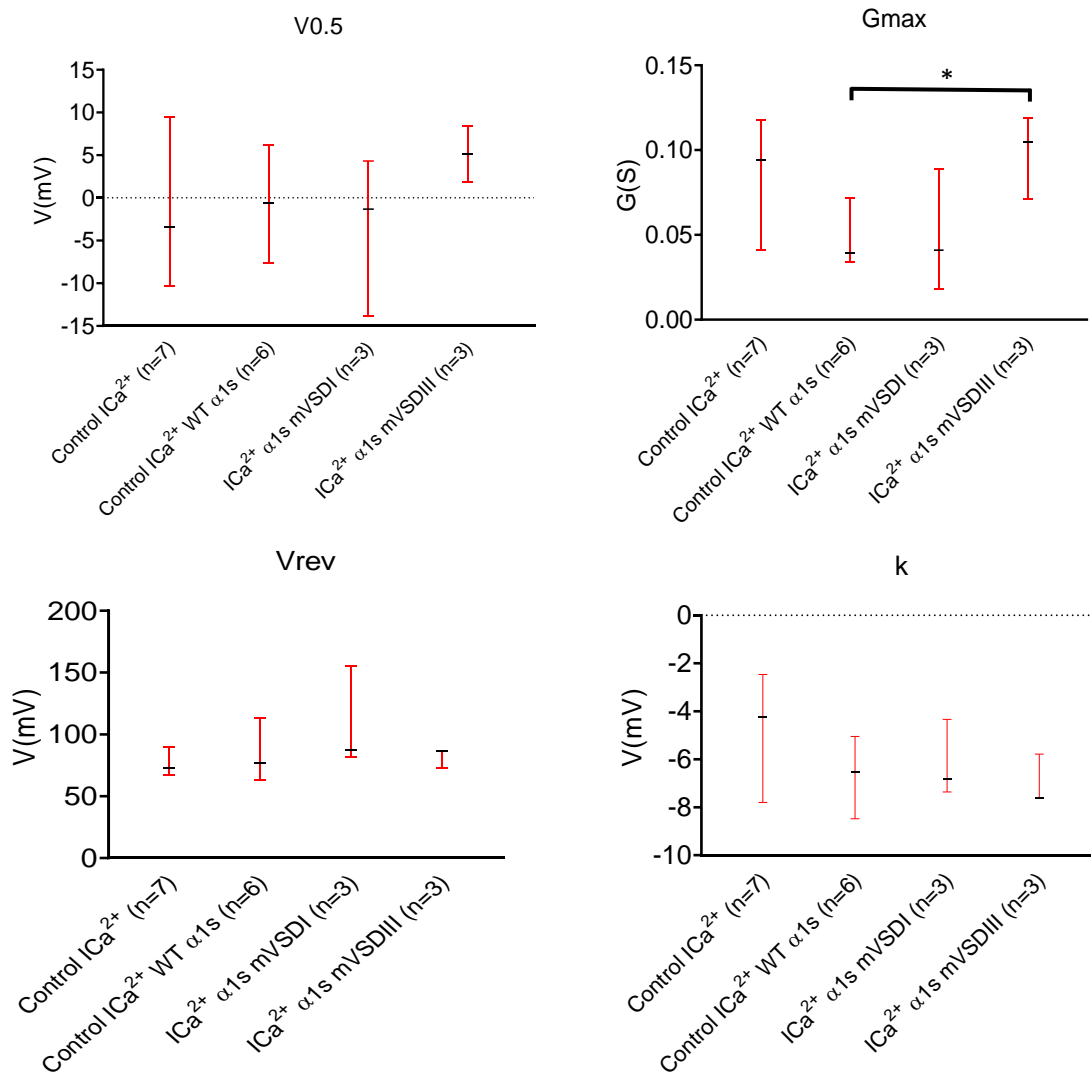 V0.5
V(mV)
15
10
5
0
-5
-10
-15
Control ICa²⁺ (n=7)
Control ICa²⁺ WT α1s (n=6)
ICa²⁺ α1s mVSDI (n=3)
ICa²⁺ α1s mVSDIII (n=3)
Gmax
G(S)
0.15
0.10
0.05
0.00
*
Control ICa²⁺ (n=7)
Control ICa²⁺ WT α1s (n=6)
ICa²⁺ α1s mVSDI (n=3)
ICa²⁺ α1s mVSDIII (n=3)
Vrev
V(mV)
200
150
100
50
0
Control ICa²⁺ (n=7)
Control ICa²⁺ WT α1s (n=6)
ICa²⁺ α1s mVSDI (n=3)
ICa²⁺ α1s mVSDIII (n=3)
k
V(mV)
0
-2
-4
-6
-8
-10
Control ICa²⁺ (n=7)
Control ICa²⁺ WT α1s (n=6)
ICa²⁺ α1s mVSDI (n=3)
ICa²⁺ α1s mVSDIII (n=3)